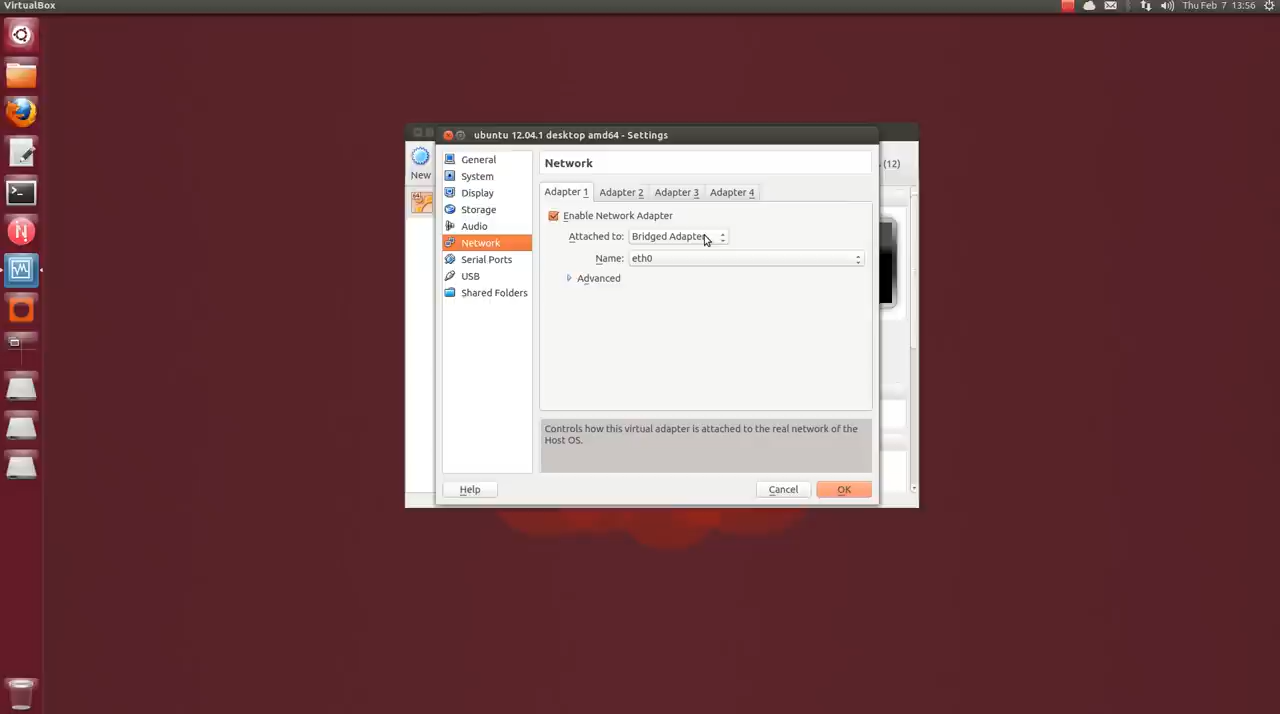 VirtualBox
Thu Feb 7 13:56
ubuntu 12.04.1 desktop amd64 - Settings
New
(12)
General
System
Display
Storage
Audio
Network
Serial Ports
USB
Shared Folders
Network
Adapter 1 Adapter 2 Adapter 3 Adapter 4
Enable Network Adapter
Attached to: Bridged Adapter
Name: eth0
Advanced
Controls how this virtual adapter is attached to the real network of the
Host OS.
Help
Cancel
OK